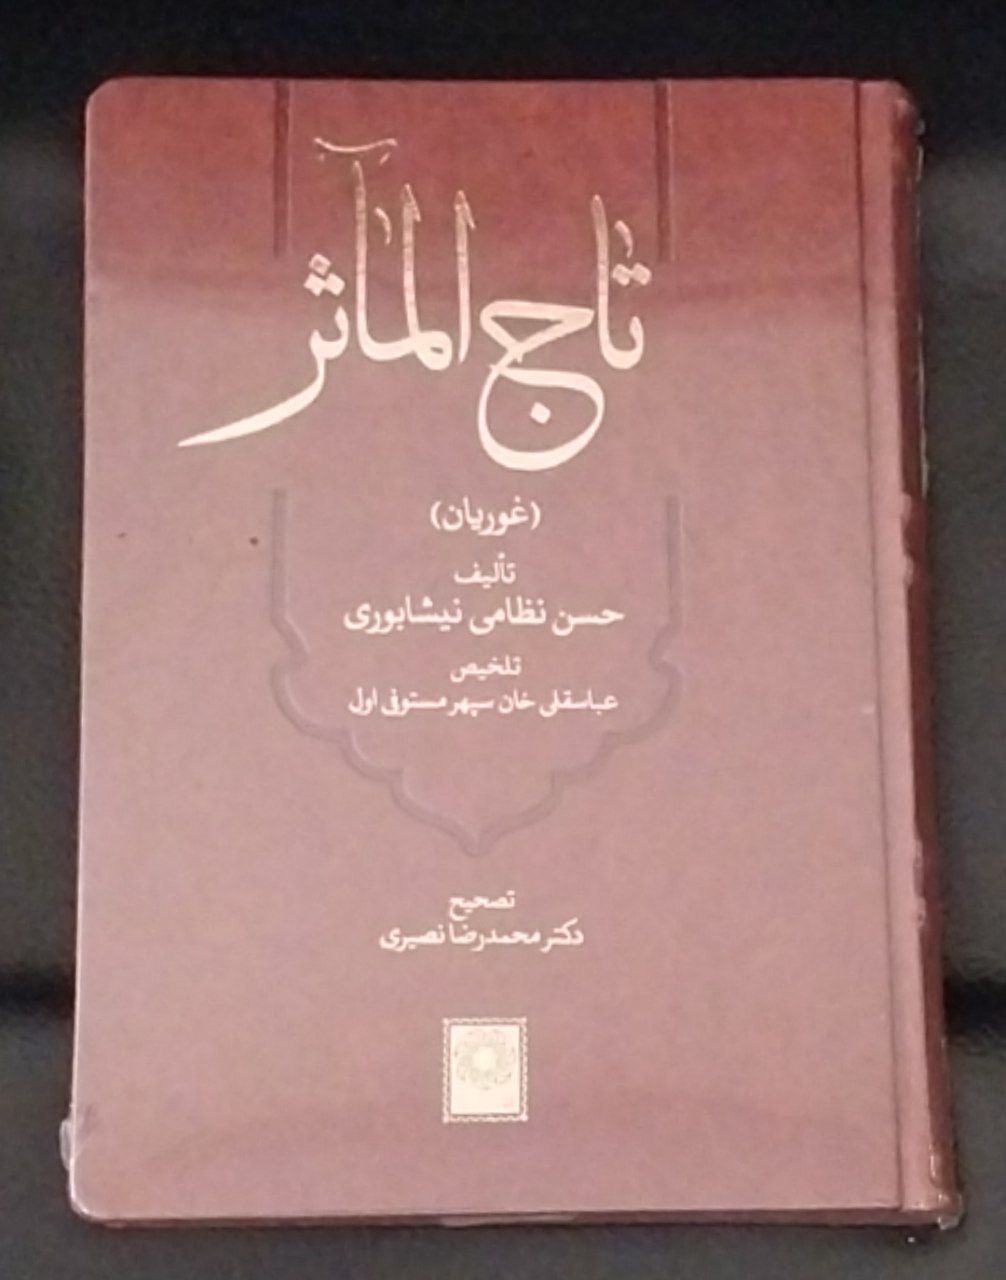 تاج المآثر
(غوریان)
تألیف
حسن نظامی نیشابوری
تلخیص
عباسقلی خان سپهر مستوفی اول
تصحیح
دکتر محمدرضا نصیری